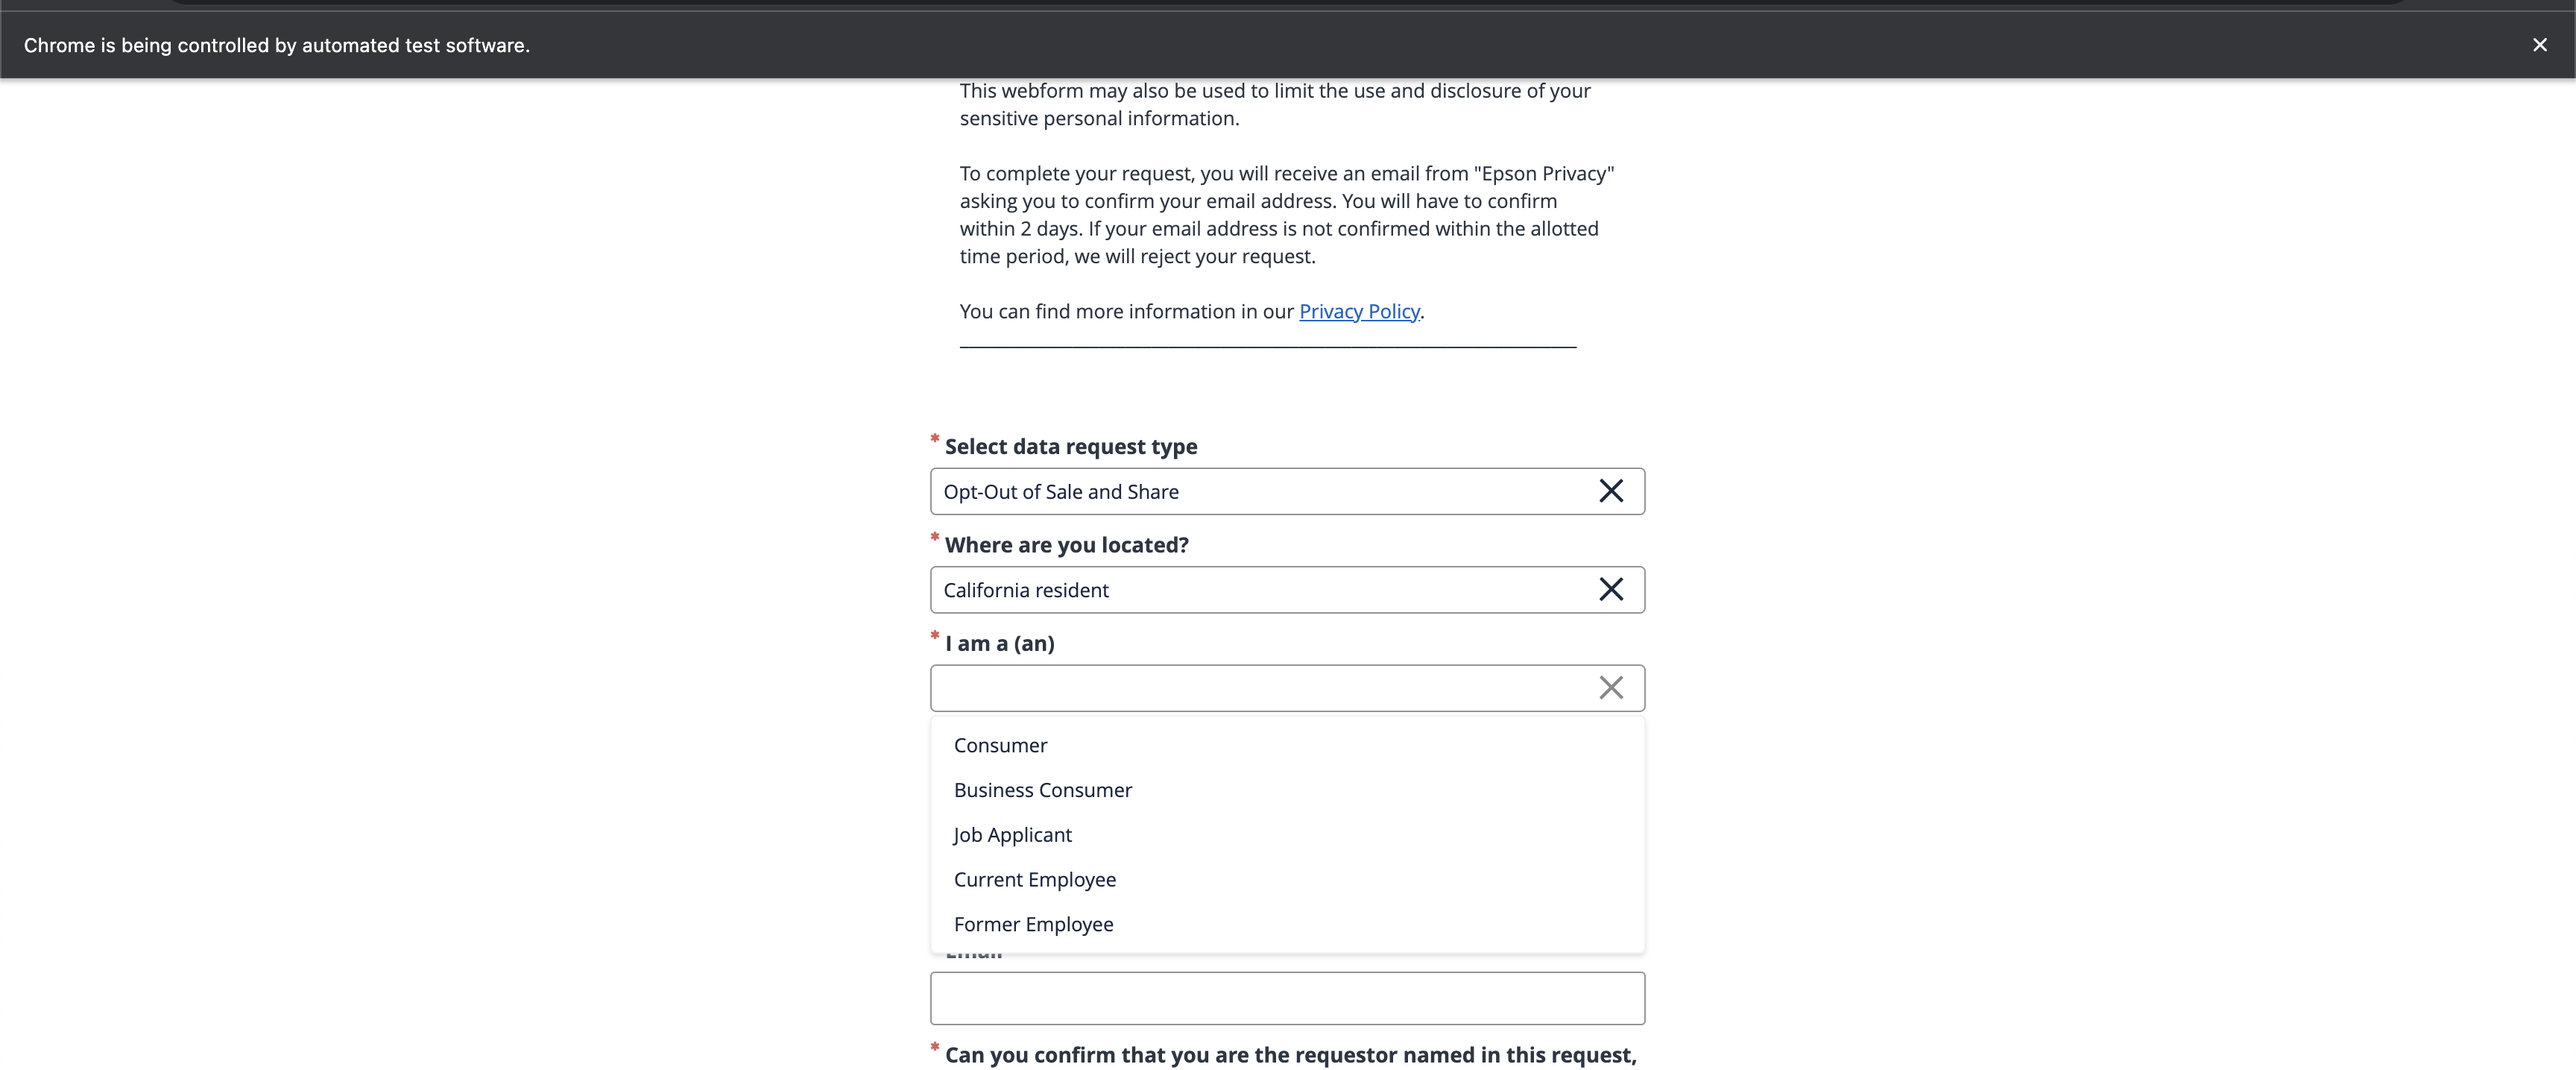 Chrome is being controlled by automated test software.
This webform may also be used to limit the use and disclosure of your
sensitive personal information.
To complete your request, you will receive an email from "Epson Privacy"
asking you to confirm your email address. You will have to confirm
within 2 days. If your email address is not confirmed within the allotted
time period, we will reject your request.
You can find more information in our Privacy Policy.
* Select data request type
Opt-Out of Sale and Share
* Where are you located?
California resident
* I am a (an)
Consumer
Business Consumer
Job Applicant
Current Employee
Former Employee
Email
* Can you confirm that you are the requestor named in this request,